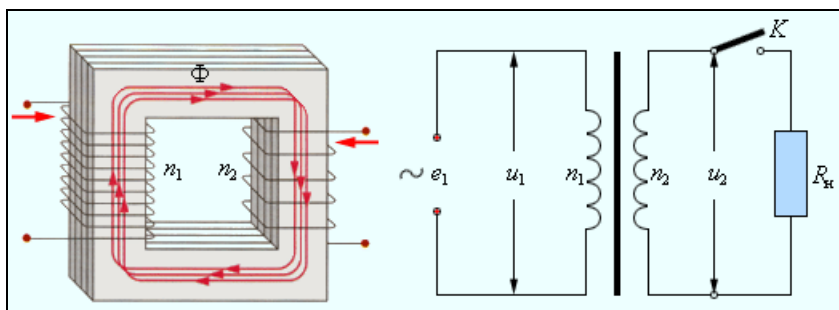 Φ
n₁
n₂
~ e₁
u₁
n₁
n₂
u₂
K
Rн